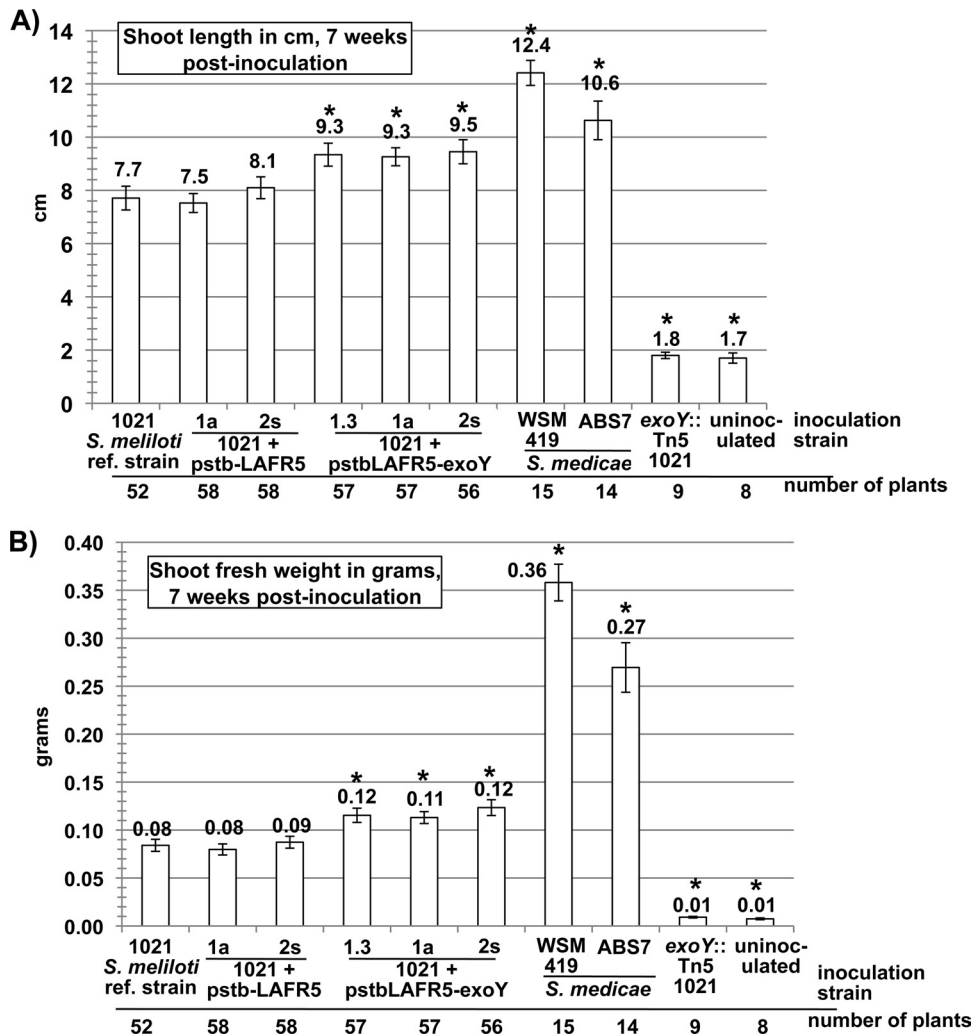 A)
Shoot length in cm, 7 weeks
post-inoculation
14
12
10
8
6
4
2
0
cm
7.7
7.5
8.1
*
9.3
*
9.3
*
9.5
*
12.4
*
10.6
*
1.8
*
1.7
1021
S. meliloti
ref. strain
1a 2s
1021 +
pstb-LAFR5
1.3 1a 2s
1021 +
pstbLAFR5-exoY
WSM
419
ABS7
S. medicae
exoY::
Tn5
1021
uninoc-
ulated
inoculation
strain
52 58 58 57 57 56 15 14 9 8 number of plants
B)
Shoot fresh weight in grams,
7 weeks post-inoculation
0.40
0.35
0.30
0.25
0.20
0.15
0.10
0.05
0.00
grams
0.08
0.08
0.09
*
0.12
*
0.11
*
0.12
*
0.36
*
0.27
*
0.01
*
0.01
1021
S. meliloti
ref. strain
1a 2s
1021 +
pstb-LAFR5
1.3 1a 2s
1021 +
pstbLAFR5-exoY
WSM
419
ABS7
S. medicae
exoY::
Tn5
1021
uninoc-
ulated
inoculation
strain
52 58 58 57 57 56 15 14 9 8 number of plants